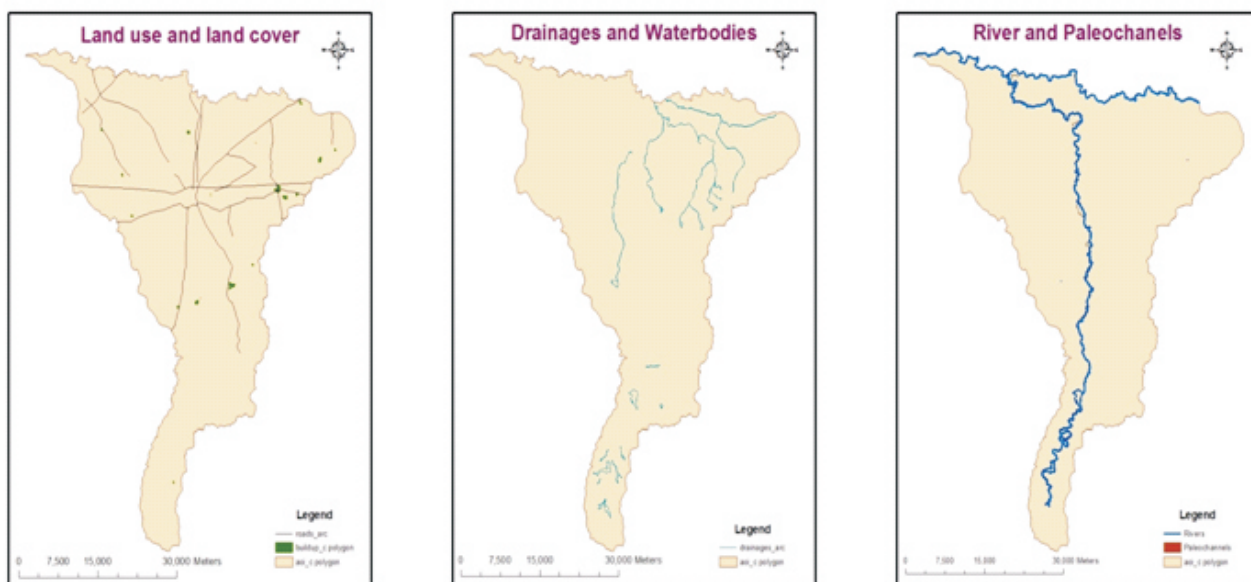 Land use and land cover
Legend
roads_arc
buildup_c polygon
aoi_c polygon
0 7,500 15,000 30,000 Meters
Drainages and Waterbodies
Legend
drainages_arc
aoi_c polygon
0 7,500 15,000 30,000 Meters
River and Paleochanels
Legend
Rivers
Paleochannels
aoi_c polygon
0 7,500 15,000 30,000 Meters